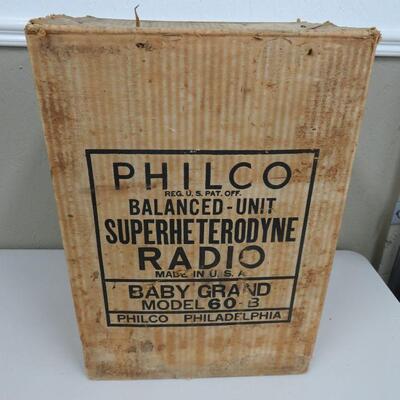 PHILCO
REG. U. S. PAT. OFF.
BALANCED-UNIT
SUPERHETERODYNE
RADIO
MADE IN U. S. A.
BABY GRAND
MODEL 60-B
PHILCO PHILADELPHIA